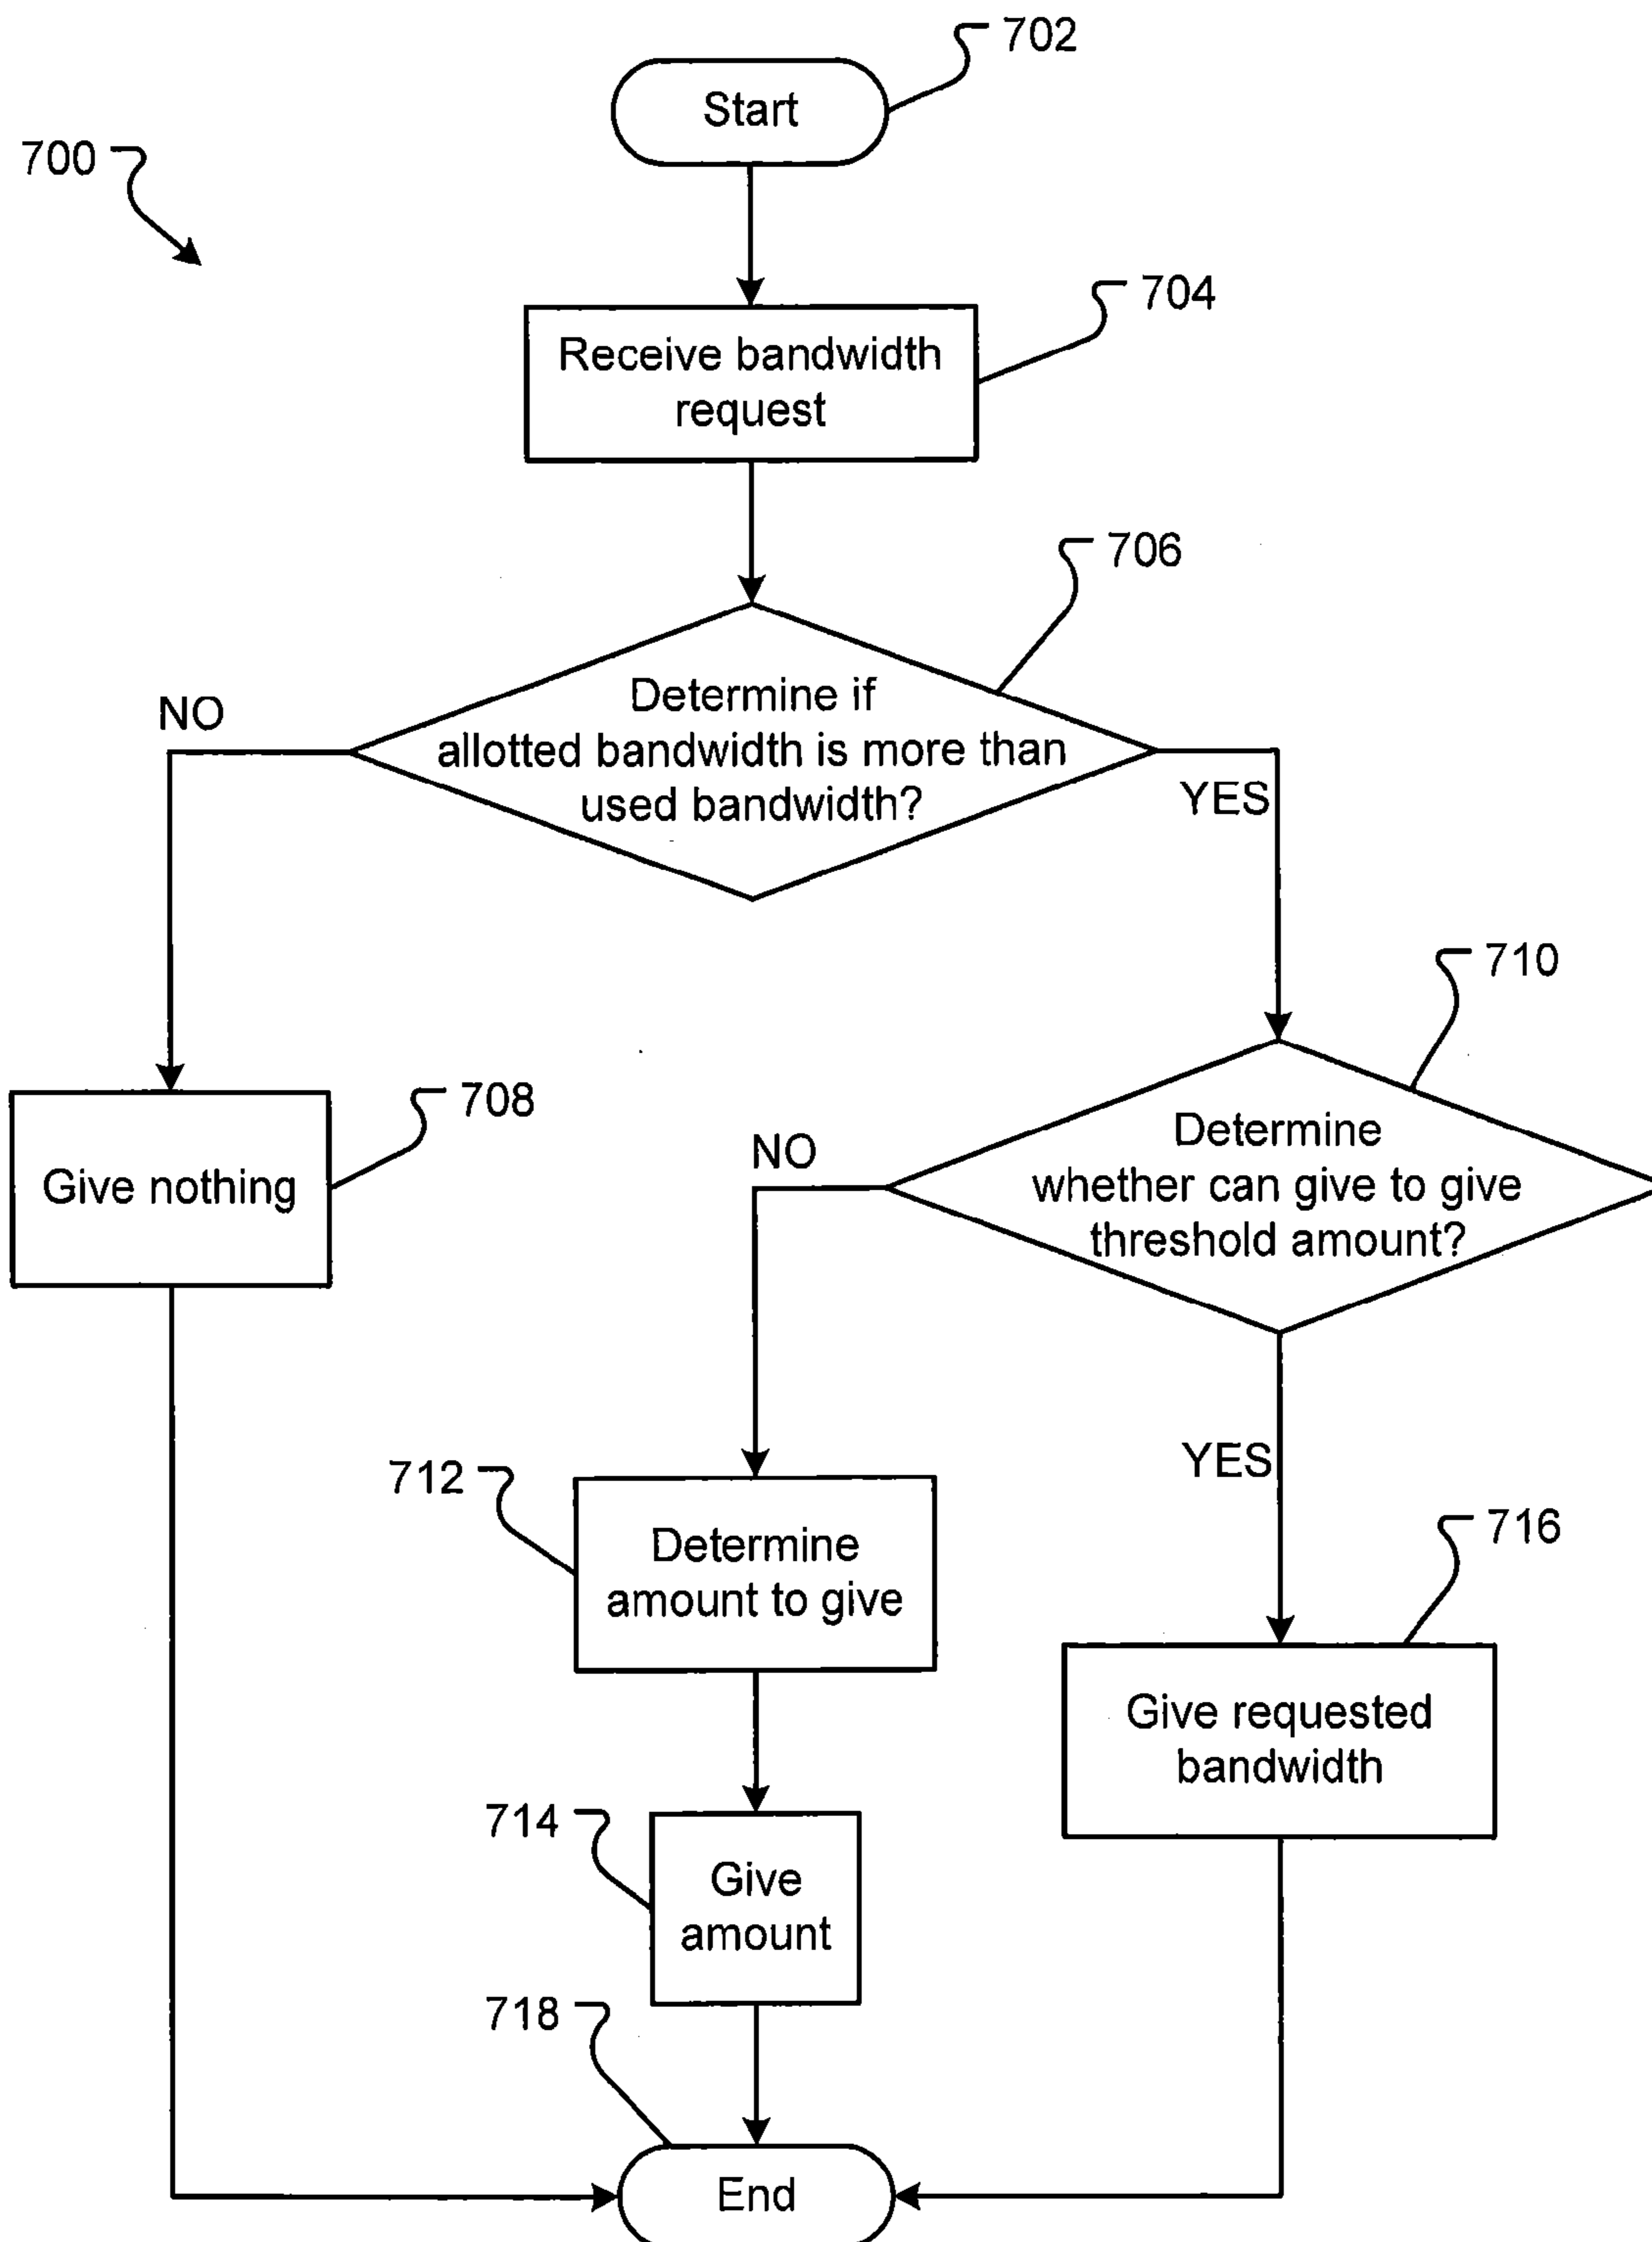 702
Start
700
704
Receive bandwidth
request
706
Determine if
allotted bandwidth is more than
used bandwidth?
NO
YES
710
708
Give nothing
Determine
whether can give to give
threshold amount?
NO
YES
712
Determine
amount to give
716
Give requested
bandwidth
714
Give
amount
718
End